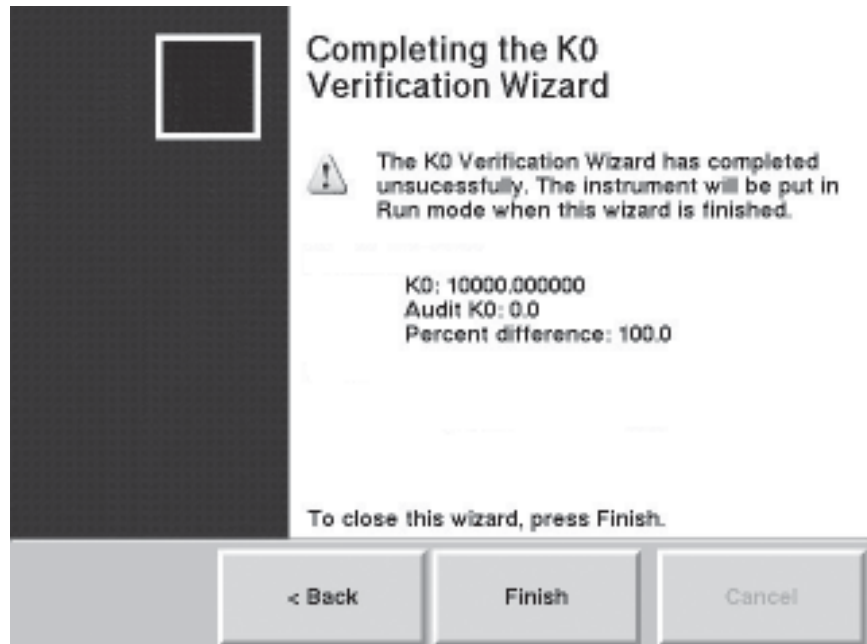 Completing the K0
Verification Wizard
The K0 Verification Wizard has completed
unsucessfully. The instrument will be put in
Run mode when this wizard is finished.
K0: 10000.000000
Audit K0: 0.0
Percent difference: 100.0
To close this wizard, press Finish.
< Back
Finish
Cancel